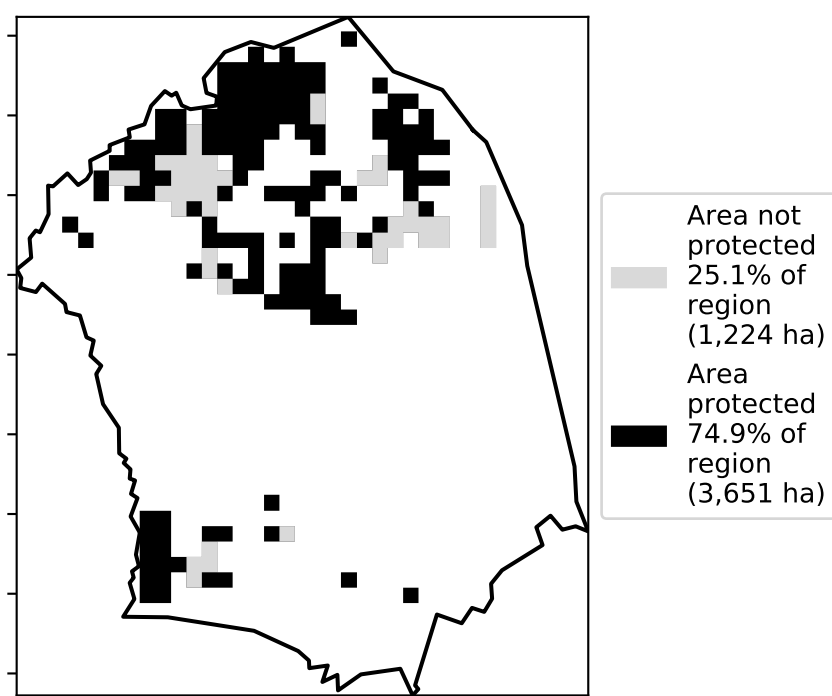 Area not
protected
25.1% of
region
(1,224 ha)
Area
protected
74.9% of
region
(3,651 ha)